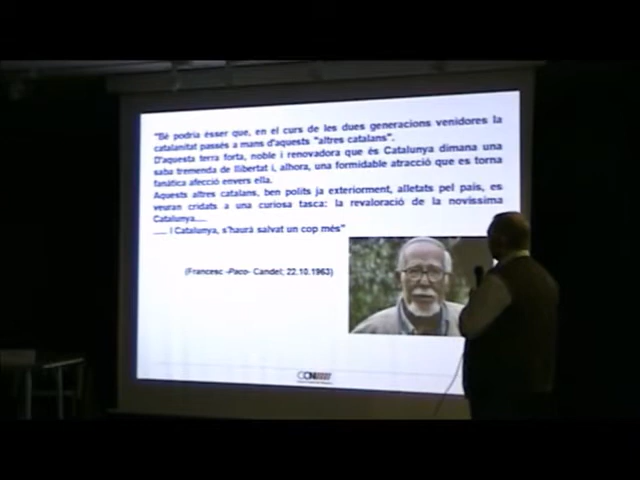 "Bé podria ésser que, en el curs de les dues generacions venidores la
catalanitat passés a mans d'aquests "altres catalans".
D'aquesta terra forta, noble i renovadora que és Catalunya dimana una
saba tremenda de llibertat i, alhora, una formidable atracció que es torna
fanàtica afecció envers ella.
Aquests altres catalans, ben polits ja exteriorment, alletats pel país, es
veuran cridats a una curiosa tasca: la revaloració de la novíssima
Catalunya....
.... I Catalunya, s'haurà salvat un cop més"
(Francesc -Paco- Candel; 22.10.1963)